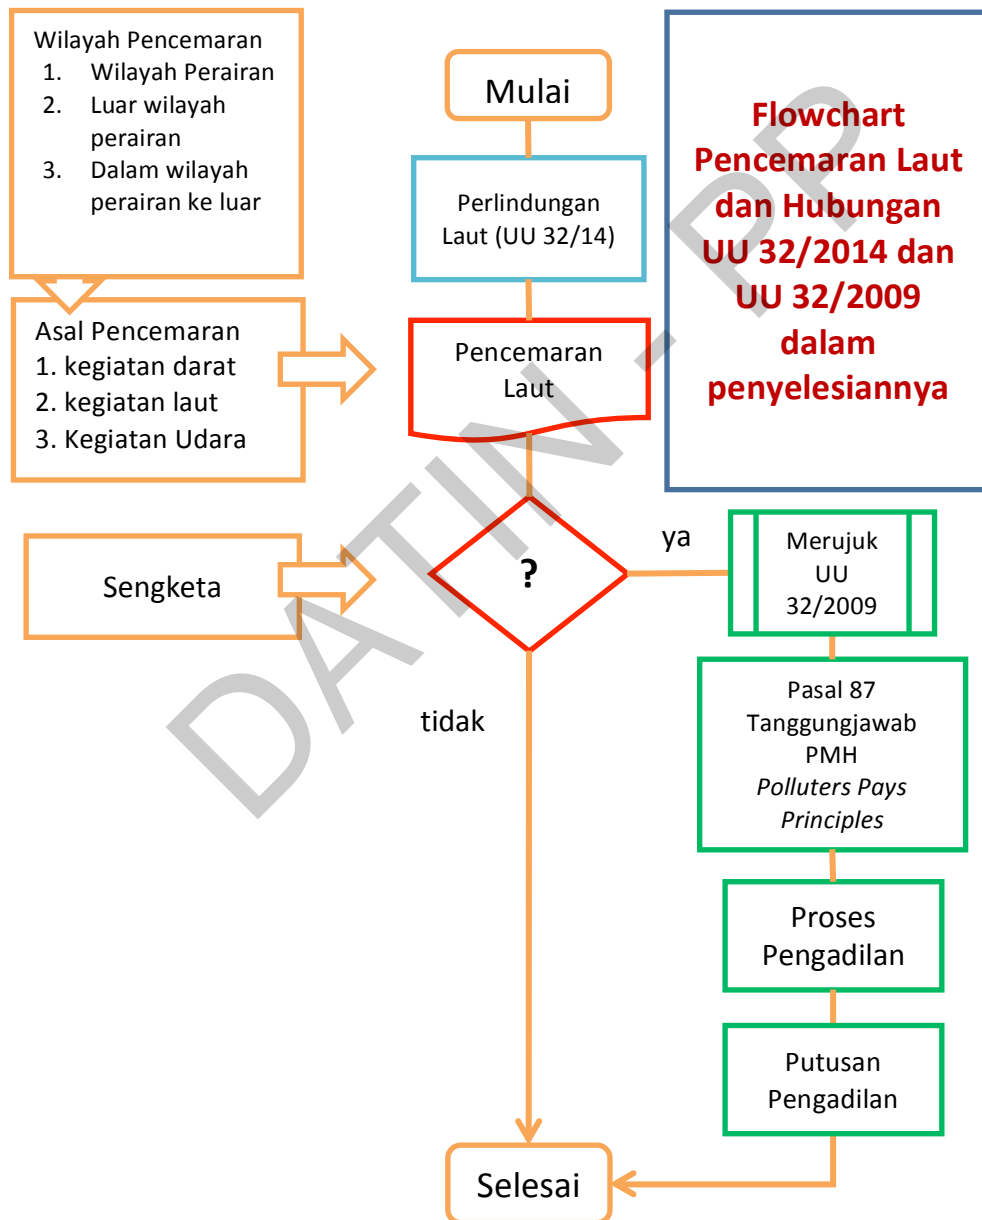 Wilayah Pencemaran
1. Wilayah Perairan
2. Luar wilayah
perairan
3. Dalam wilayah
perairan ke luar
Asal Pencemaran
1. kegiatan darat
2. kegiatan laut
3. Kegiatan Udara
Sengketa
Mulai
Perlindungan
Laut (UU 32/14)
Pencemaran
Laut
?
ya
tidak
Flowchart
Pencemaran Laut
dan Hubungan
UU 32/2014 dan
UU 32/2009
dalam
penyelesiannya
Merujuk
UU
32/2009
Pasal 87
Tanggungjawab
PMH
Polluters Pays
Principles
Proses
Pengadilan
Putusan
Pengadilan
Selesai
DATIN - PP